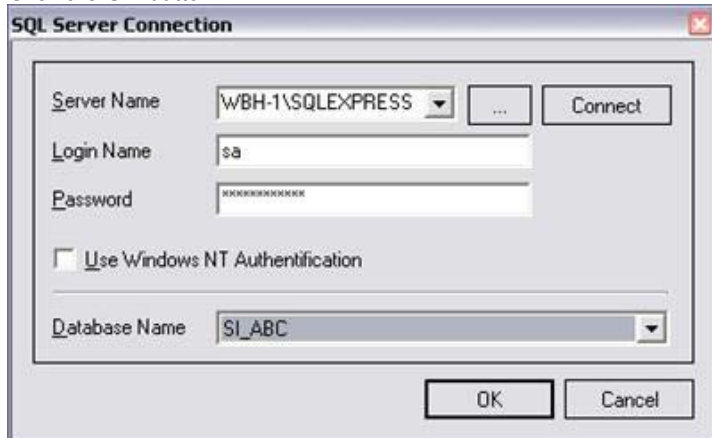 SQL Server Connection
Server Name WBH-1\SQLEXPRESS ... Connect
Login Name sa
Password ************
Use Windows NT Authentification
Database Name SI_ABC
OK Cancel